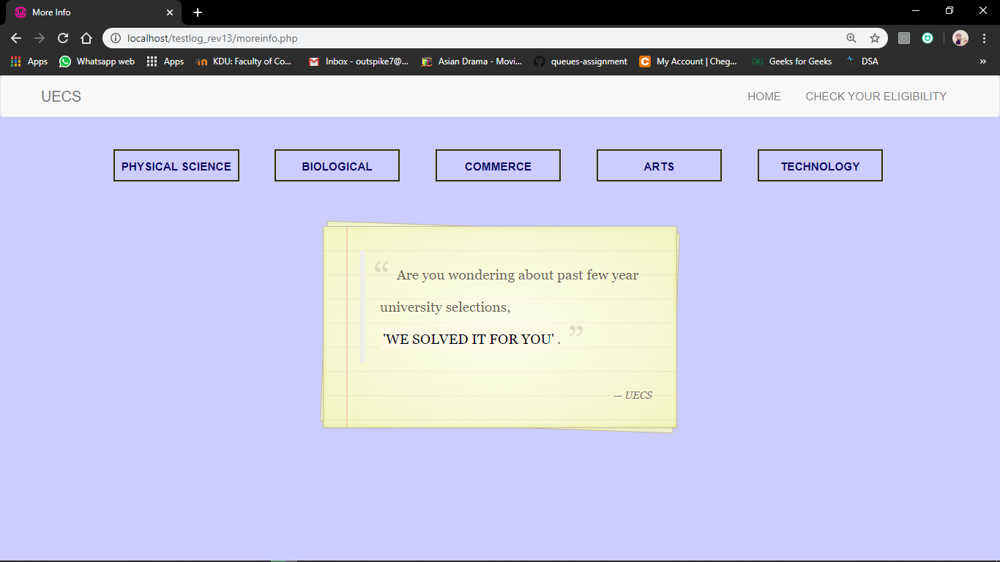 More Info
localhost/testlog_rev13/moreinfo.php
Apps Whatsapp web Apps KDU: Faculty of Co... Inbox - outspike7@... Asian Drama - Movi... queues-assignment My Account | Cheg... Geeks for Geeks DSA »
UECS HOME CHECK YOUR ELIGIBILITY
PHYSICAL SCIENCE BIOLOGICAL COMMERCE ARTS TECHNOLOGY
“ Are you wondering about past few year
university selections,
'WE SOLVED IT FOR YOU' . ”
— UECS